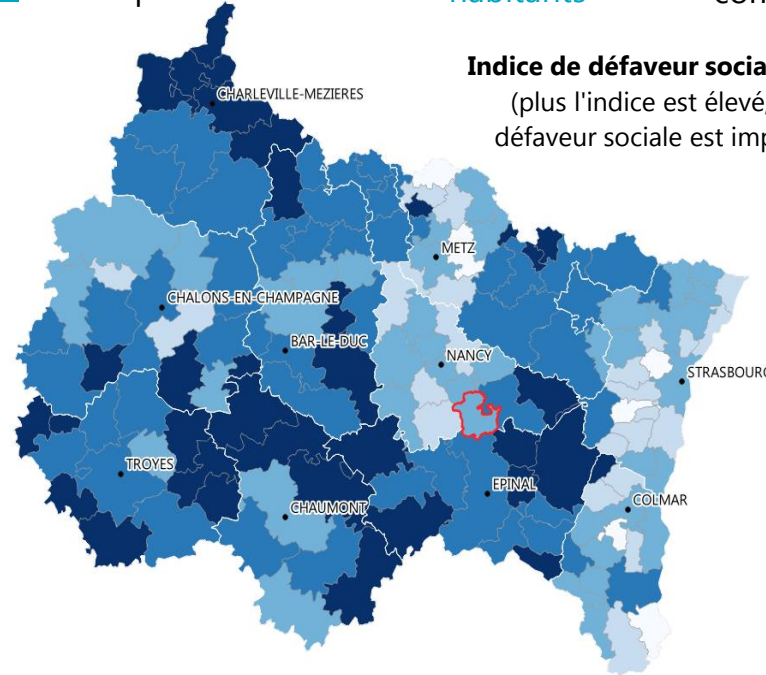 Indice de défaveur socia
(plus l'indice est élevé,
défaveur sociale est imp
CHARLEVILLE-MEZIERES
METZ
CHALONS-EN-CHAMPAGNE
BAR-LE-DUC
NANCY
STRASBOURG
TROYES
EPINAL
CHAUMONT
COLMAR